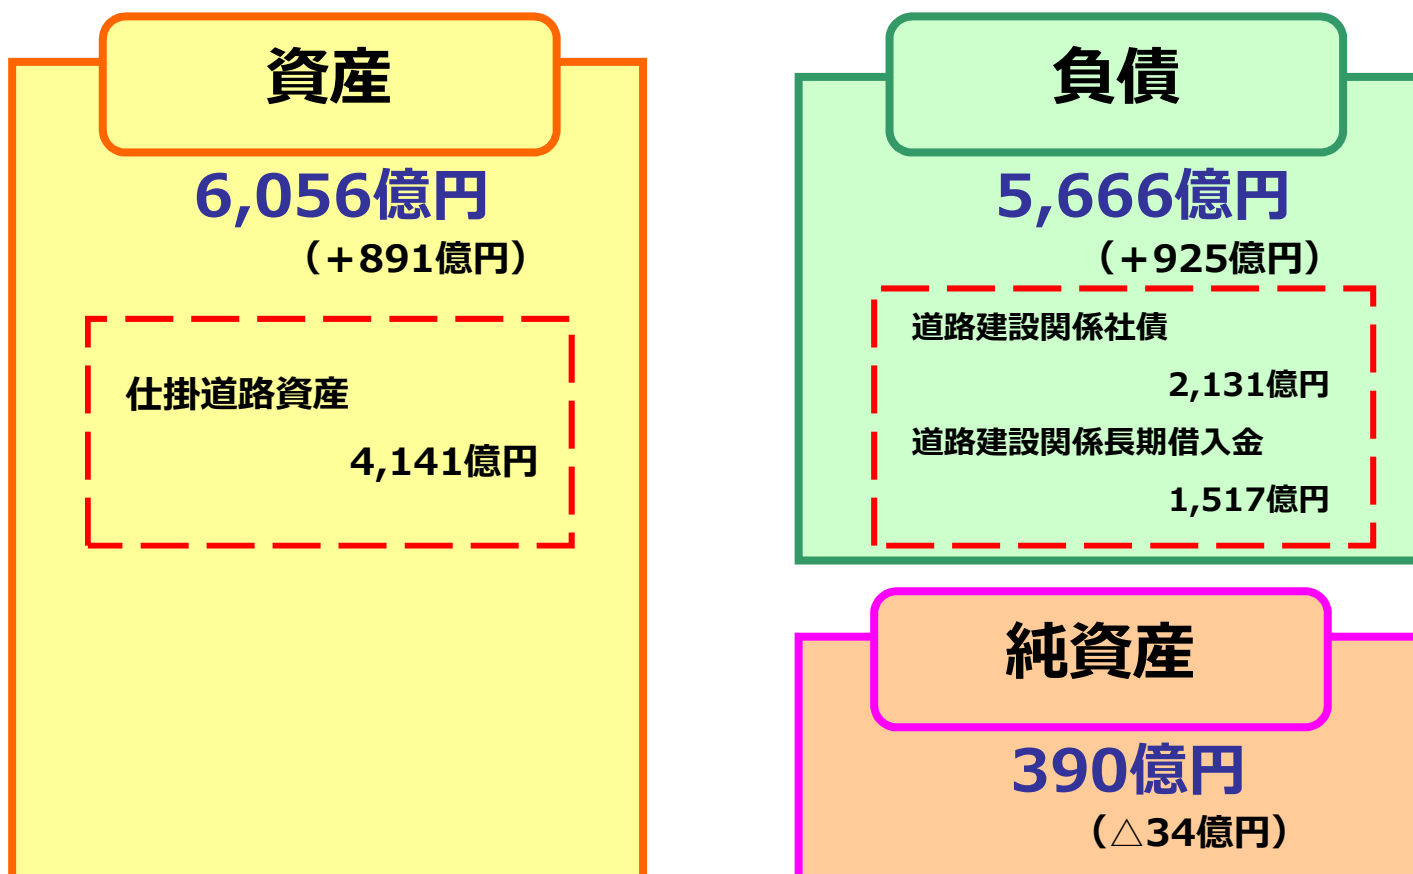 資産
6,056億円
（＋891億円）
仕掛道路資産
4,141億円
負債
5,666億円
（＋925億円）
道路建設関係社債
2,131億円
道路建設関係長期借入金
1,517億円
純資産
390億円
（△34億円）